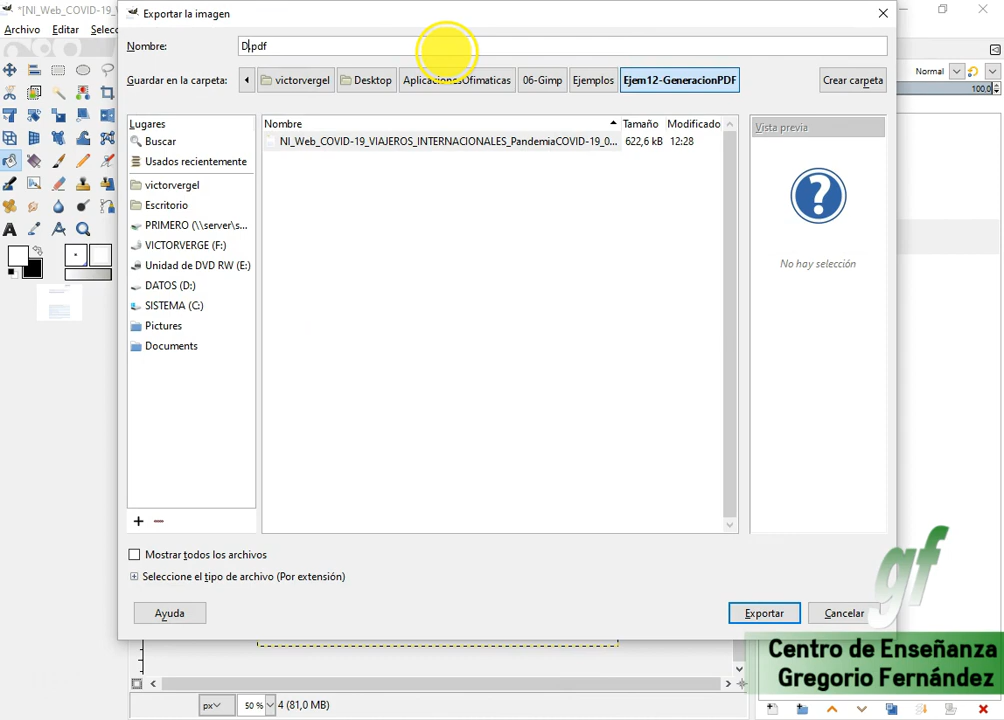 *[NI_Web_COVID-19_V
Exportar la imagen
Archivo Editar Selecc
Nombre: D.pdf
Guardar en la carpeta: victorvergel Desktop AplicacionesOfimaticas 06-Gimp Ejemplos Ejem12-GeneracionPDF Crear carpeta
Normal
100,0
Lugares
Buscar
Usados recientemente
victorvergel
Escritorio
PRIMERO (\\server\s...
VICTORVERGE (F:)
Unidad de DVD RW (E:)
DATOS (D:)
SISTEMA (C:)
Pictures
Documents
Nombre Tamaño Modificado
NI_Web_COVID-19_VIAJEROS_INTERNACIONALES_PandemiaCOVID-19_0... 622,6 kB 12:28
Vista previa
No hay selección
Mostrar todos los archivos
Seleccione el tipo de archivo (Por extensión)
Ayuda Exportar Cancelar
gf
Centro de Enseñanza
Gregorio Fernández
px 50 % 4 (81,0 MB)